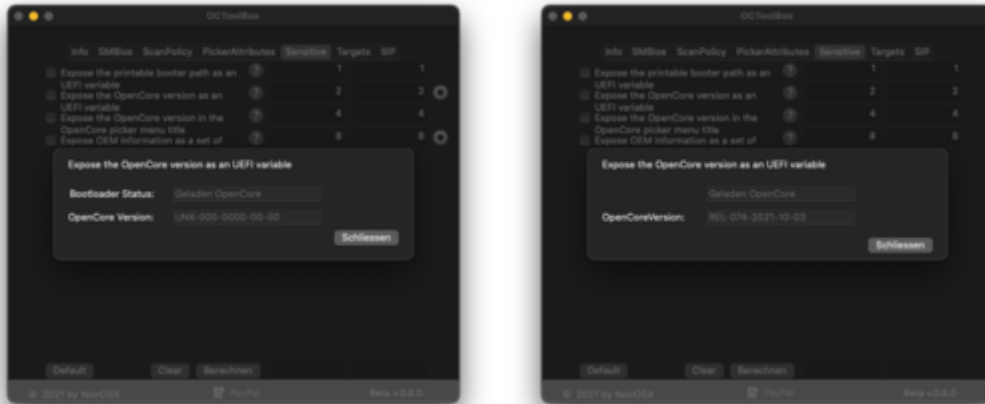 OCToolBox
Info SMBios ScanPolicy PickerAttributes Sensitive Targets SIP
Expose the printable booter path as an UEFI variable
1 1
Expose the OpenCore version as an UEFI variable
2 2
Expose the OpenCore version in the OpenCore picker menu title
4 4
Expose OEM information as a set of
8 8
Expose the OpenCore version as an UEFI variable
Bootloader Status: Geladen OpenCore
OpenCore Version: UNK-000-0000-00-00
Schliessen
Default Clear Berechnen
© 2021 by NoirOSX PayPal Beta v.0.6.0
OCToolBox
Info SMBios ScanPolicy PickerAttributes Sensitive Targets SIP
Expose the printable booter path as an UEFI variable
1 1
Expose the OpenCore version as an UEFI variable
2 2
Expose the OpenCore version in the OpenCore picker menu title
4 4
Expose OEM information as a set of
8 8
Expose the OpenCore version as an UEFI variable
Geladen OpenCore
OpenCoreVersion: REL-074-2021-10-03
Schliessen
Default Clear Berechnen
© 2021 by NoirOSX PayPal Beta v.0.6.0